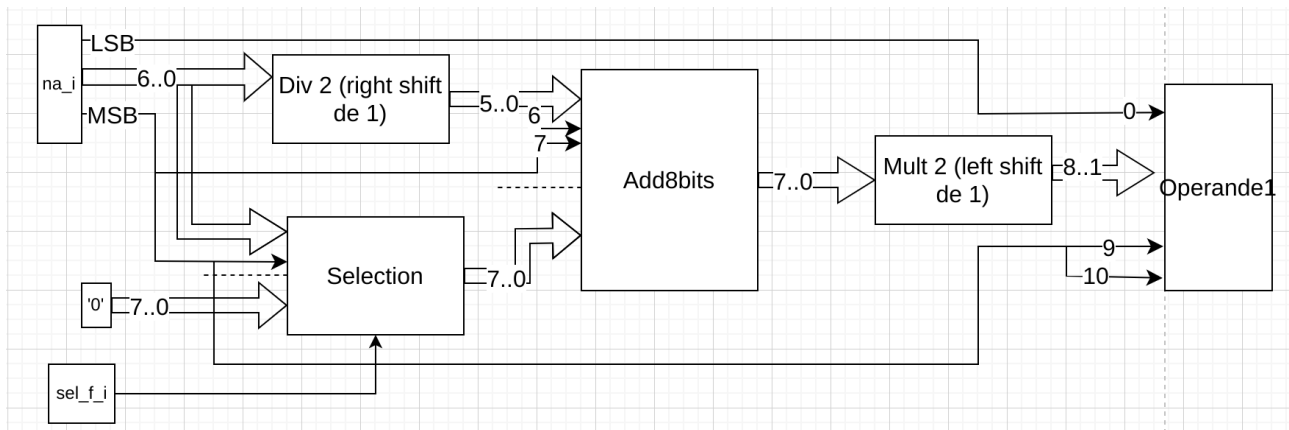 LSB
na_i
6..0
MSB
Div 2 (right shift
de 1)
5..0
6
7
Add8bits
7..0
Mult 2 (left shift
de 1)
8..1
0
Operande1
9
10
Selection
7..0
'0'
7..0
sel_f_i